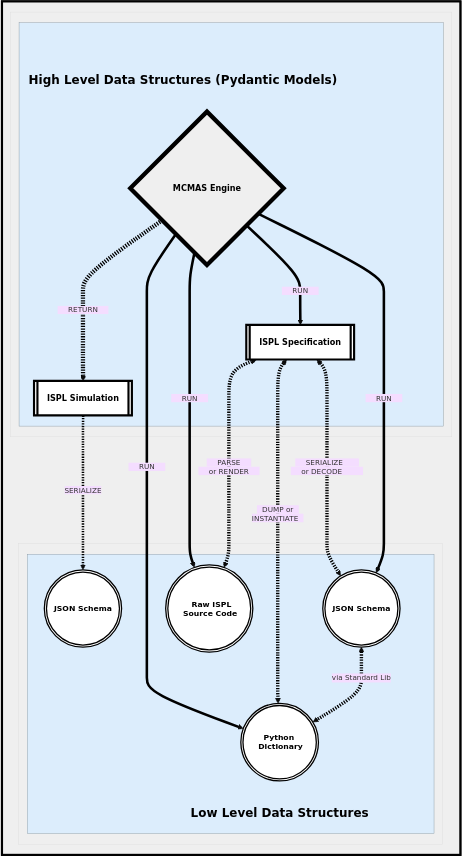 High Level Data Structures (Pydantic Models)
MCMAS Engine
RUN
RETURN
ISPL Specification
ISPL Simulation
RUN
RUN
RUN
PARSE
or RENDER
SERIALIZE
or DECODE
SERIALIZE
DUMP or
INSTANTIATE
JSON Schema
Raw ISPL
Source Code
JSON Schema
via Standard Lib
Python
Dictionary
Low Level Data Structures